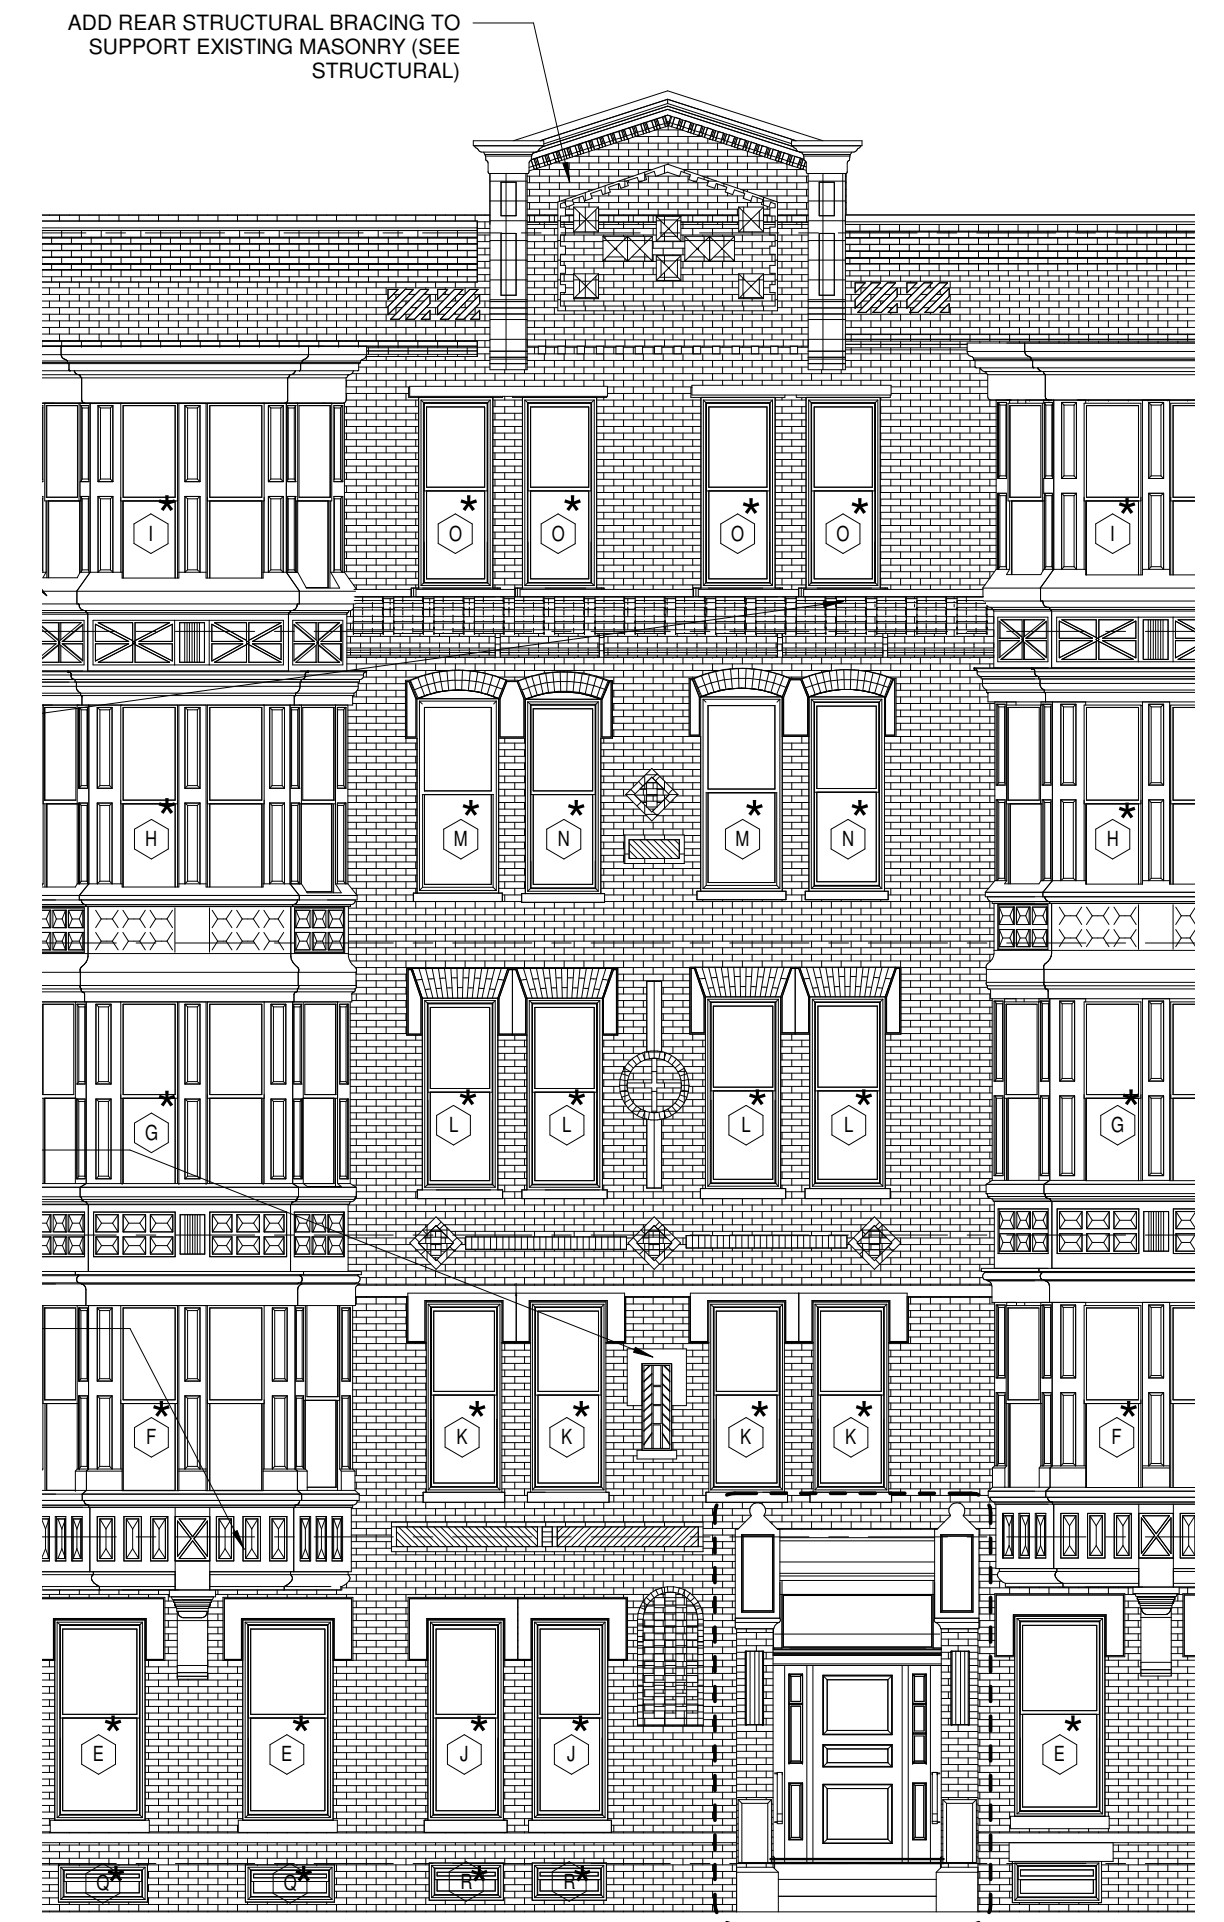 ADD REAR STRUCTURAL BRACING TO
SUPPORT EXISTING MASONRY (SEE
STRUCTURAL)
I* O* O* O* O* I*
H* M* N* M* N* H*
G* L* L* L* L* G*
F* K* K* K* K* F*
E* E* J* J* E*
Q* Q* R* R*